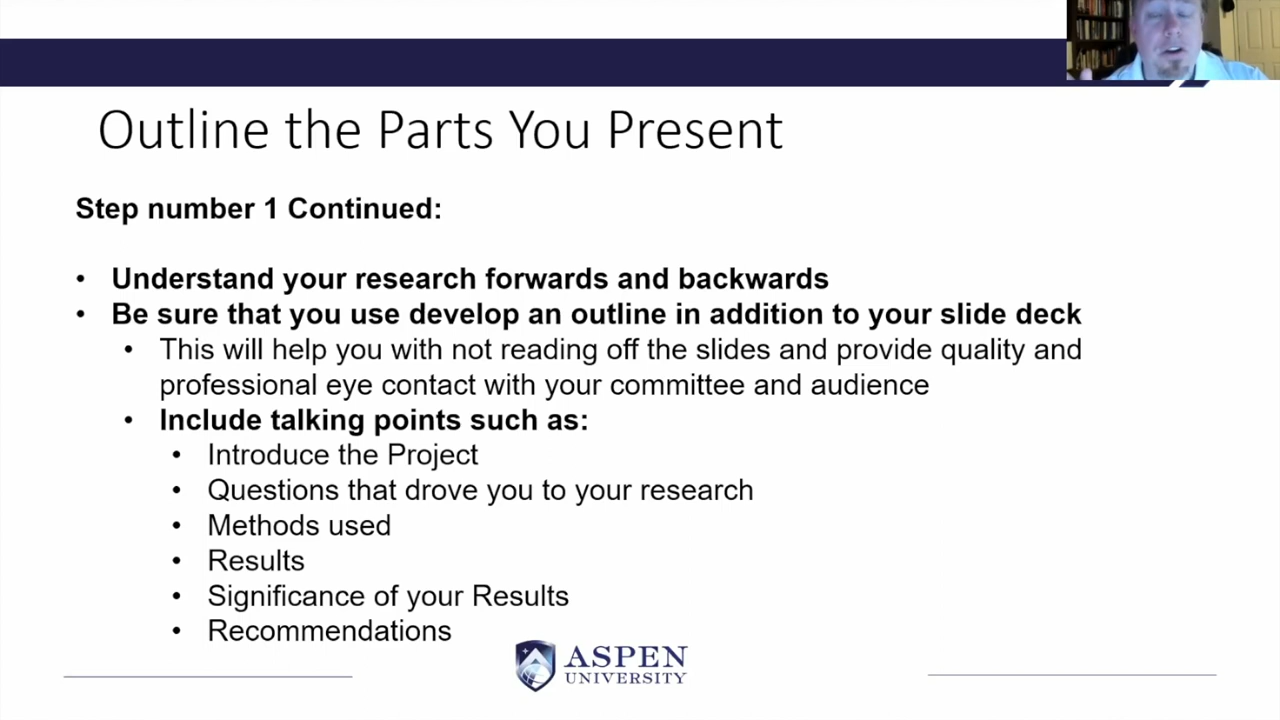 Outline the Parts You Present
Step number 1 Continued:
• Understand your research forwards and backwards
• Be sure that you use develop an outline in addition to your slide deck
• This will help you with not reading off the slides and provide quality and
professional eye contact with your committee and audience
• Include talking points such as:
• Introduce the Project
• Questions that drove you to your research
• Methods used
• Results
• Significance of your Results
• Recommendations
ASPEN
UNIVERSITY